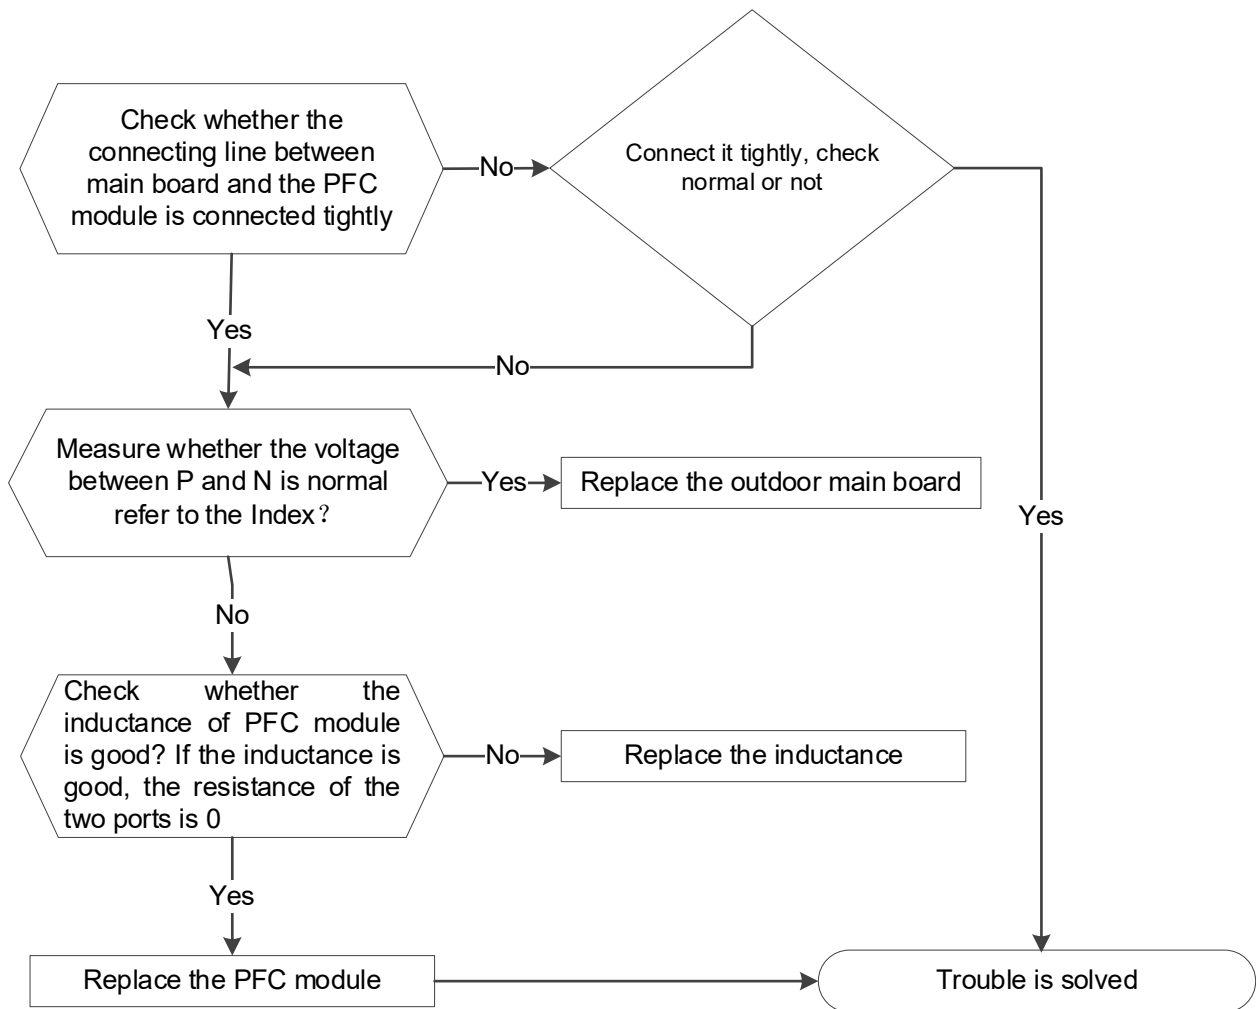 Check whether the
connecting line between
main board and the PFC
module is connected tightly
No
Connect it tightly, check
normal or not
Yes
No
Measure whether the voltage
between P and N is normal
refer to the Index？
Yes
Replace the outdoor main board
Yes
No
Check whether the
inductance of PFC module
is good? If the inductance is
good, the resistance of the
two ports is 0
No
Replace the inductance
Yes
Replace the PFC module
Trouble is solved